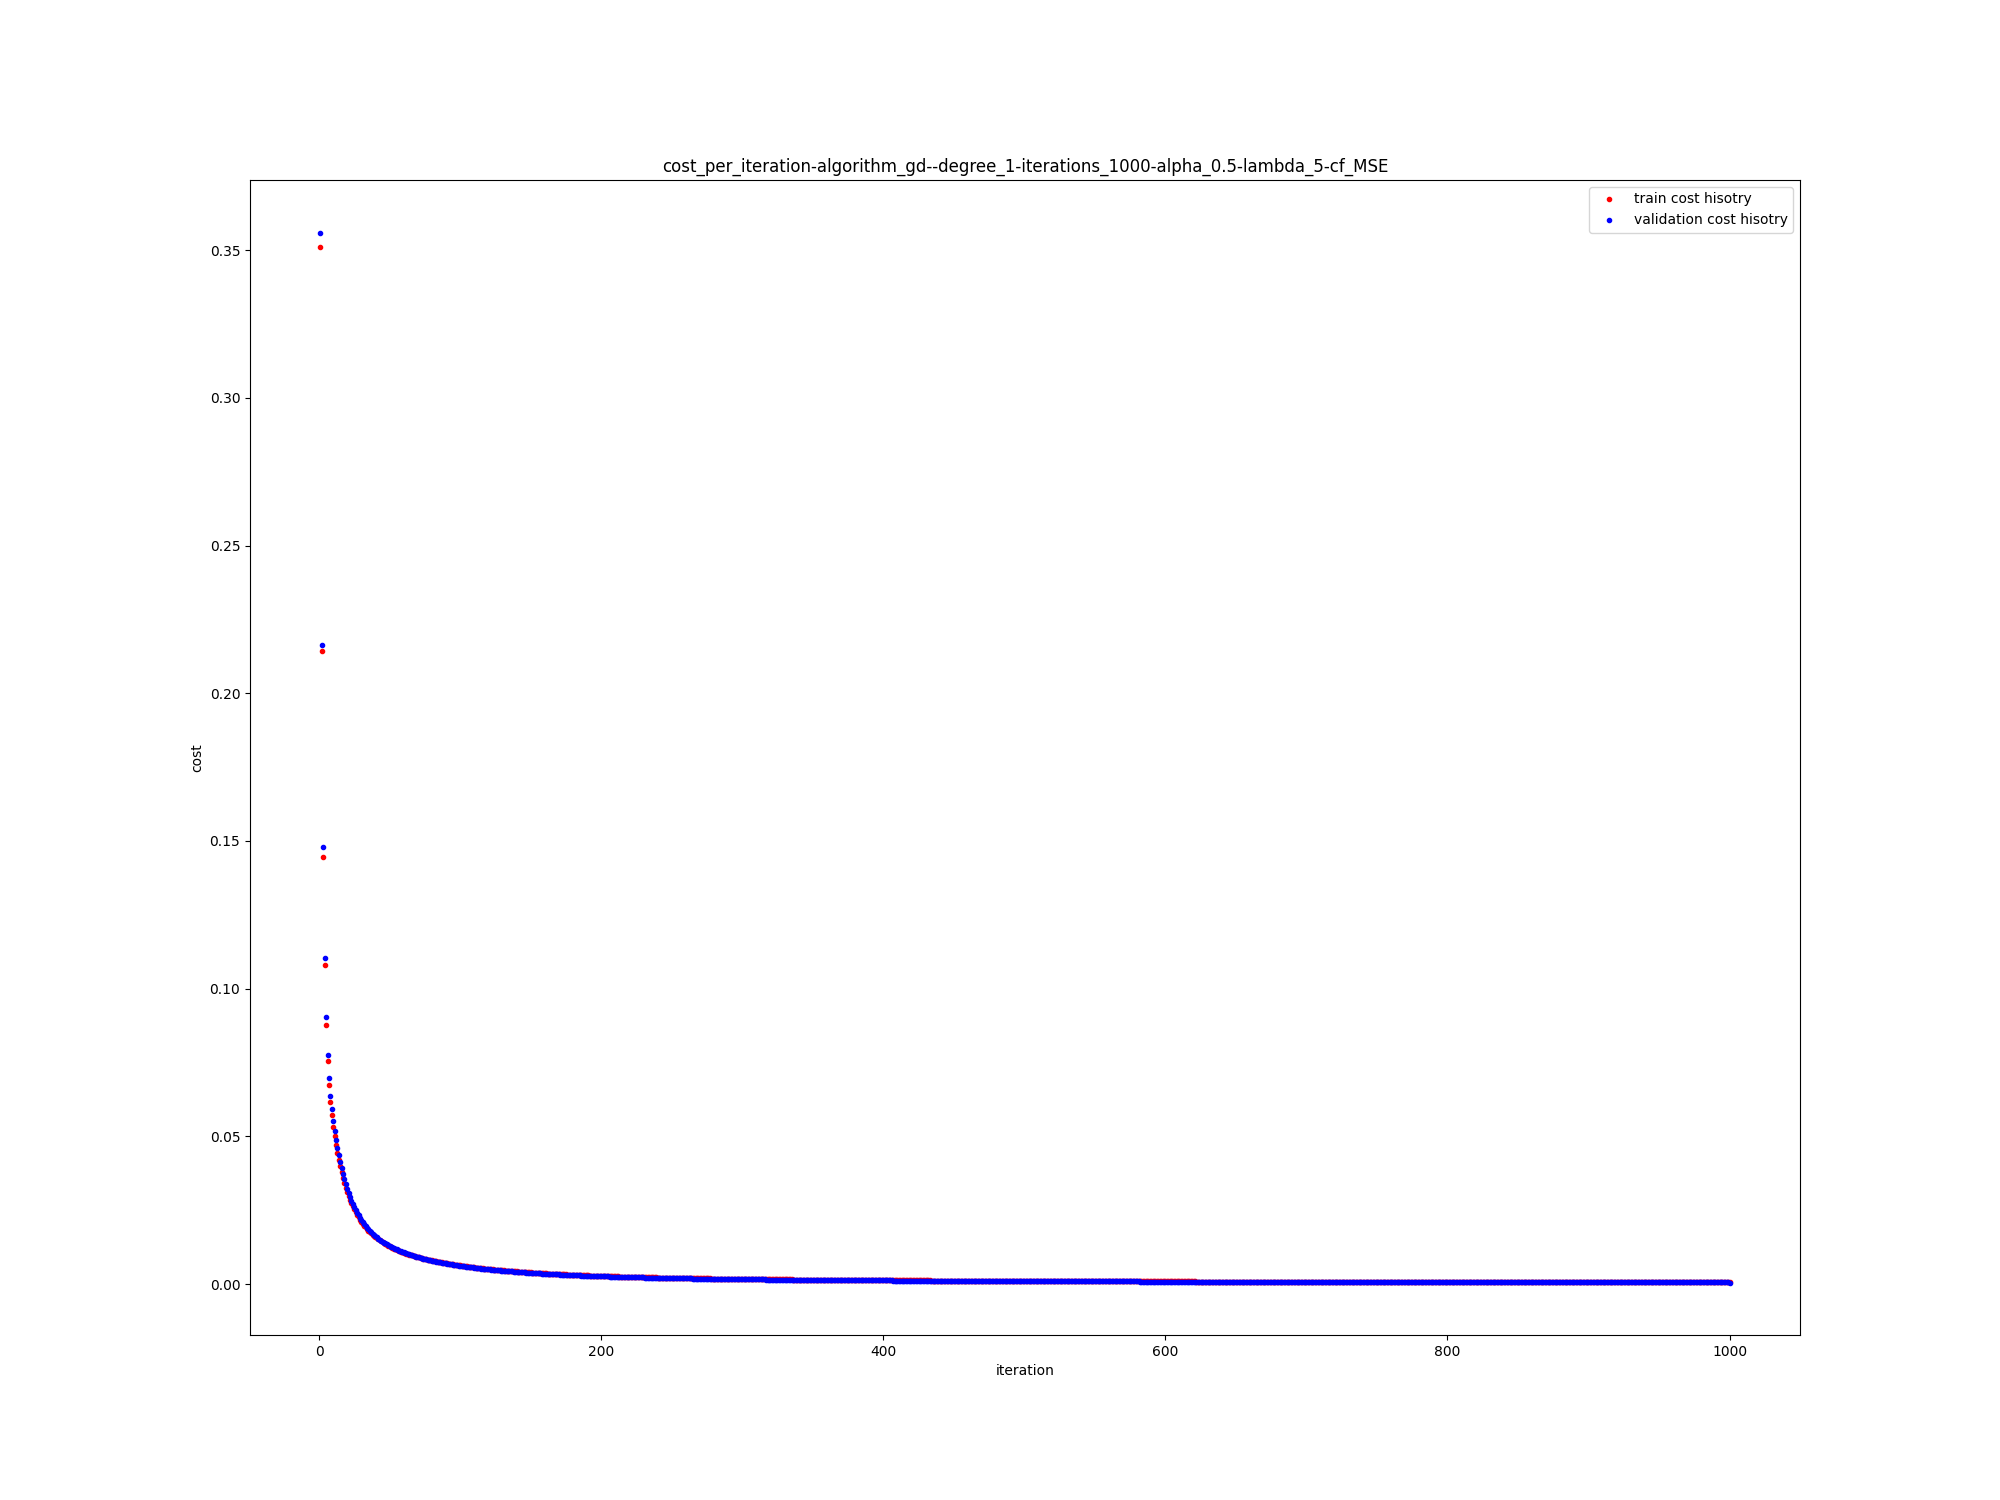 cost_per_iteration-algorithm_gd--degree_1-iterations_1000-alpha_0.5-lambda_5-cf_MSE
train cost hisotry
validation cost hisotry
0.35
0.30
0.25
0.20
0.15
0.10
0.05
0.00
cost
0 200 400 600 800 1000
iteration